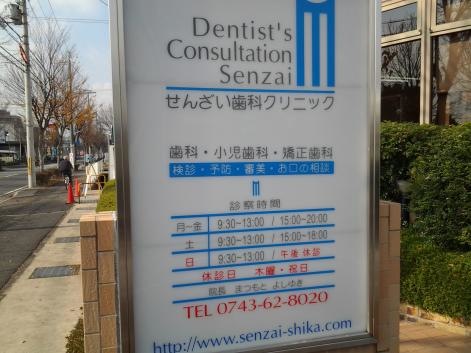 Dentist's
Consultation
Senzai
せんざい歯科クリニック
歯科・小児歯科・矯正歯科
検診・予防・審美・お口の相談
診察時間
月~金 9:30~13:00 / 15:00~20:00
土 9:30~13:00 / 15:00~18:00
日 9:30~13:00 / 午後休診
休診日 木曜・祝日
院長 まつもと よしゆき
TEL 0743-62-8020
http://www.senzai-shika.com